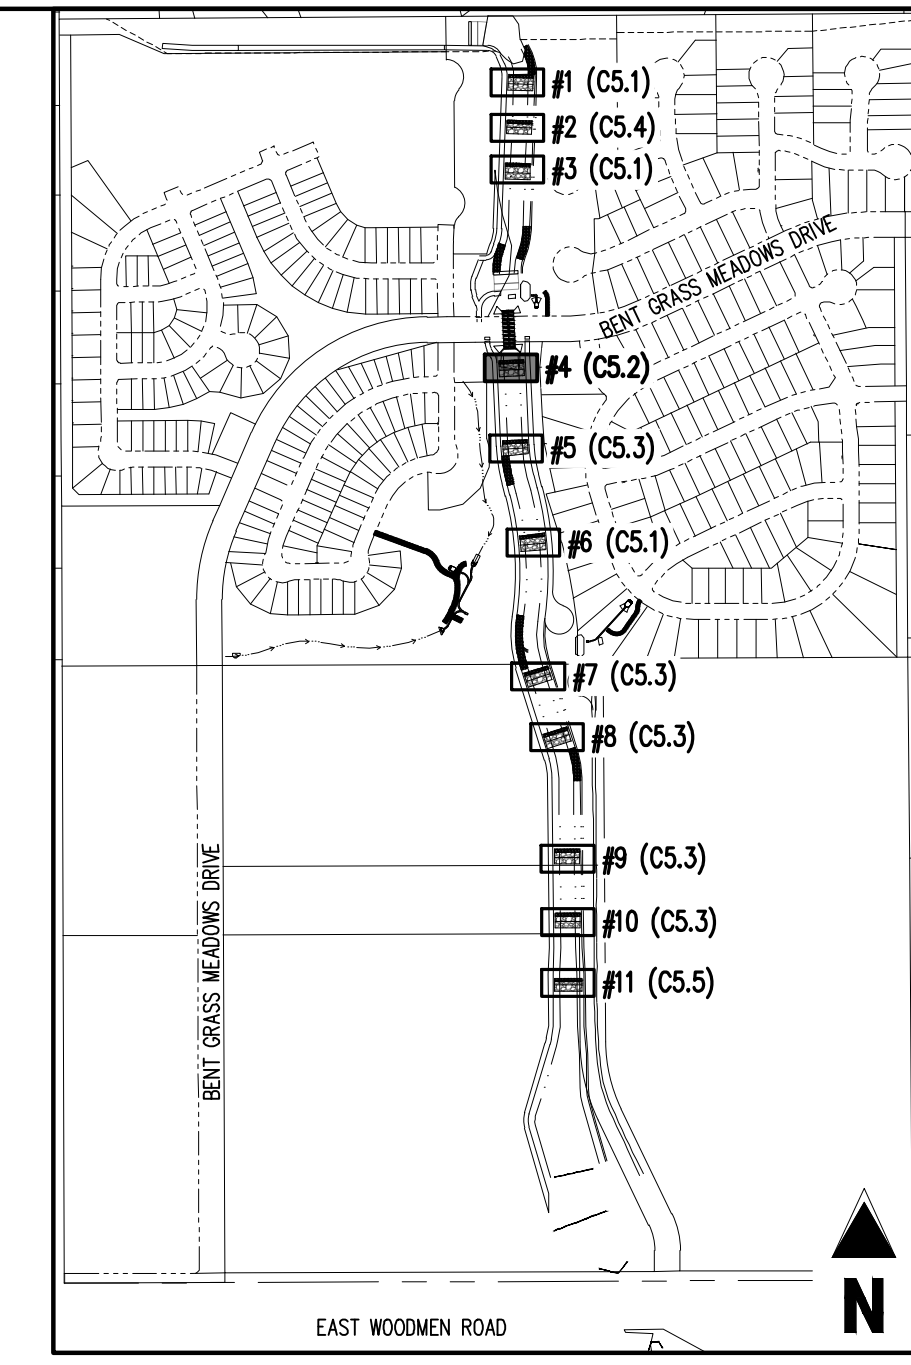 #1 (C5.1)
#2 (C5.4)
#3 (C5.1)
BENT GRASS MEADOWS DRIVE
#4 (C5.2)
#5 (C5.3)
#6 (C5.1)
#7 (C5.3)
#8 (C5.3)
#9 (C5.3)
#10 (C5.3)
#11 (C5.5)
BENT GRASS MEADOWS DRIVE
N
EAST WOODMEN ROAD